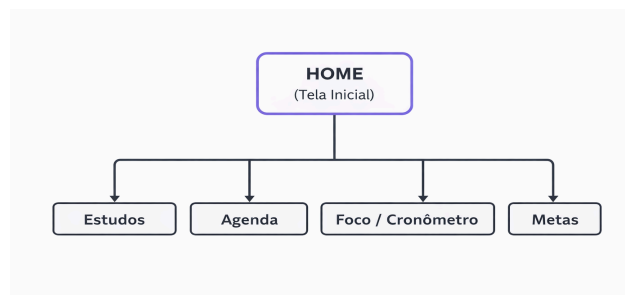 HOME
(Tela Inicial)
Estudos
Agenda
Foco / Cronômetro
Metas